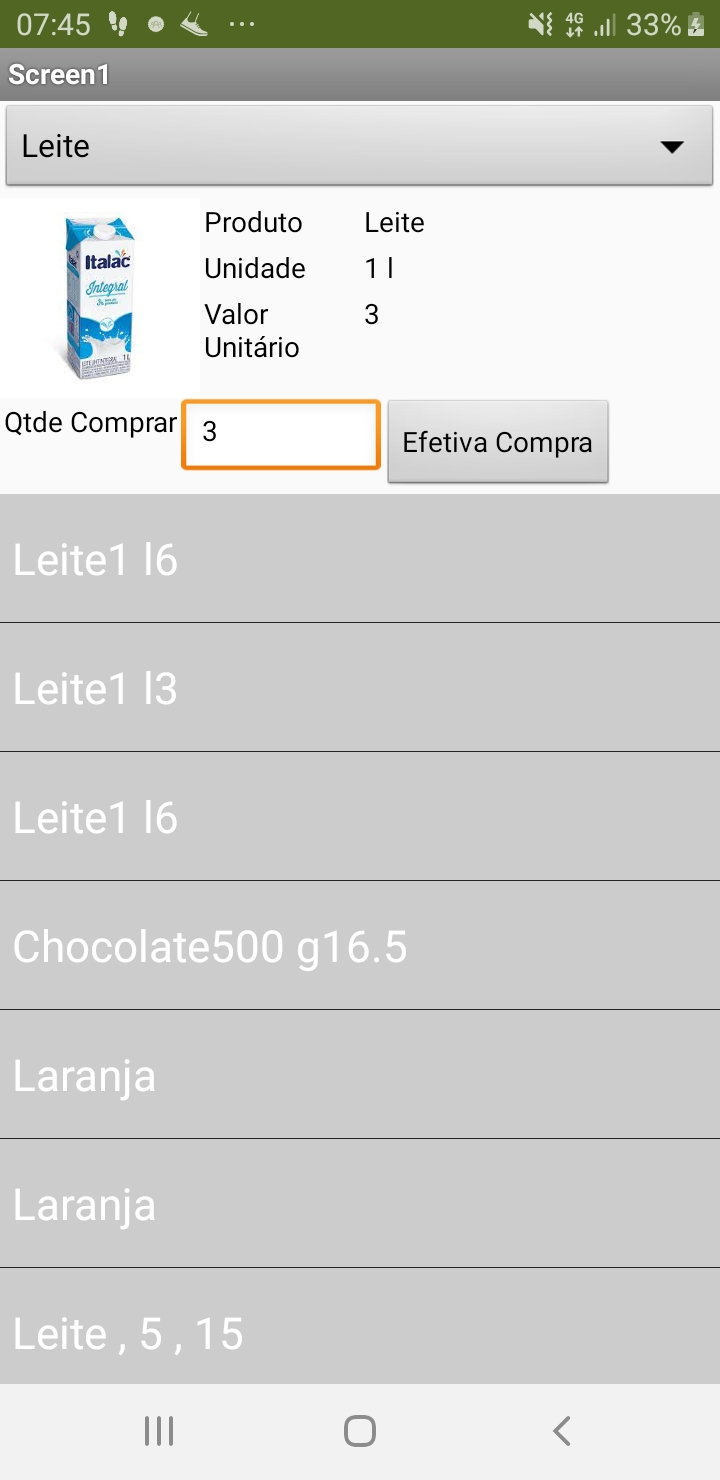 07:45
4G
33%
Screen1
Leite
Italac
Integral
Produto Leite
Unidade 1 l
Valor Unitário 3
Qtde Comprar 3 Efetiva Compra
Leite1 l6
Leite1 l3
Leite1 l6
Chocolate500 g16.5
Laranja
Laranja
Leite , 5 , 15